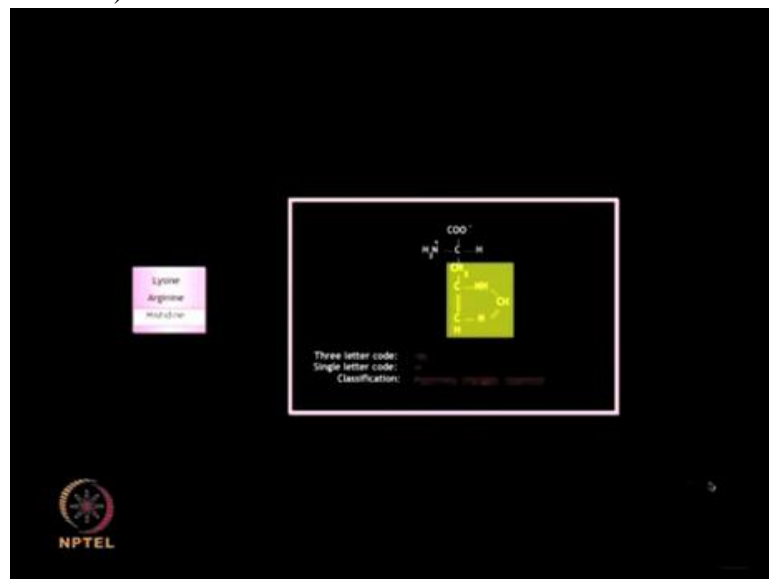 Lysine
Arginine
Histidine
COO⁻
C H
CH
C NH
CH
C N
H
Three letter code:
Single letter code:
Classification:
NPTEL